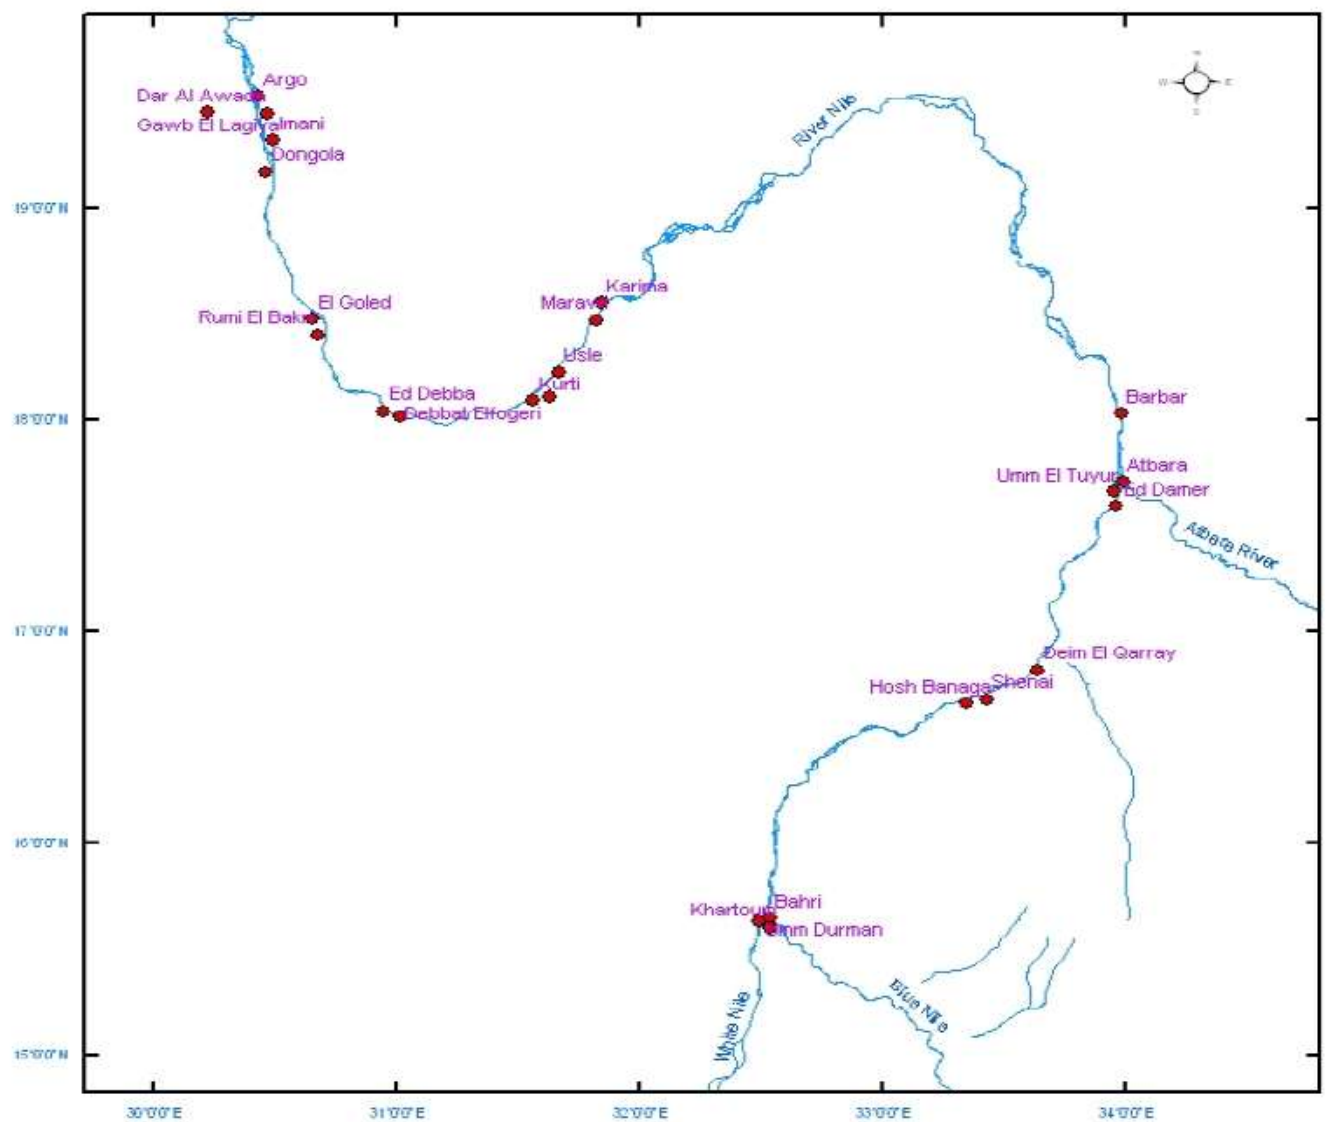 Argo
Dar Al Awada
Gawb El Lagiya
Imani
Dongola
River Nile
19°0'0"N
Karima
Marawi
El Goled
Rumi El Bakri
Usle
Kurti
Ed Debba
Debbat Elfogeri
18°0'0"N
Barbar
Atbara
Umm El Tuyur
Ed Damer
Atbara River
17°0'0"N
Deim El Qarray
Shenai
Hosh Banaga
16°0'0"N
Bahri
Khartoum
Umm Durman
White Nile
Blue Nile
15°0'0"N
30°0'0"E
31°0'0"E
32°0'0"E
33°0'0"E
34°0'0"E